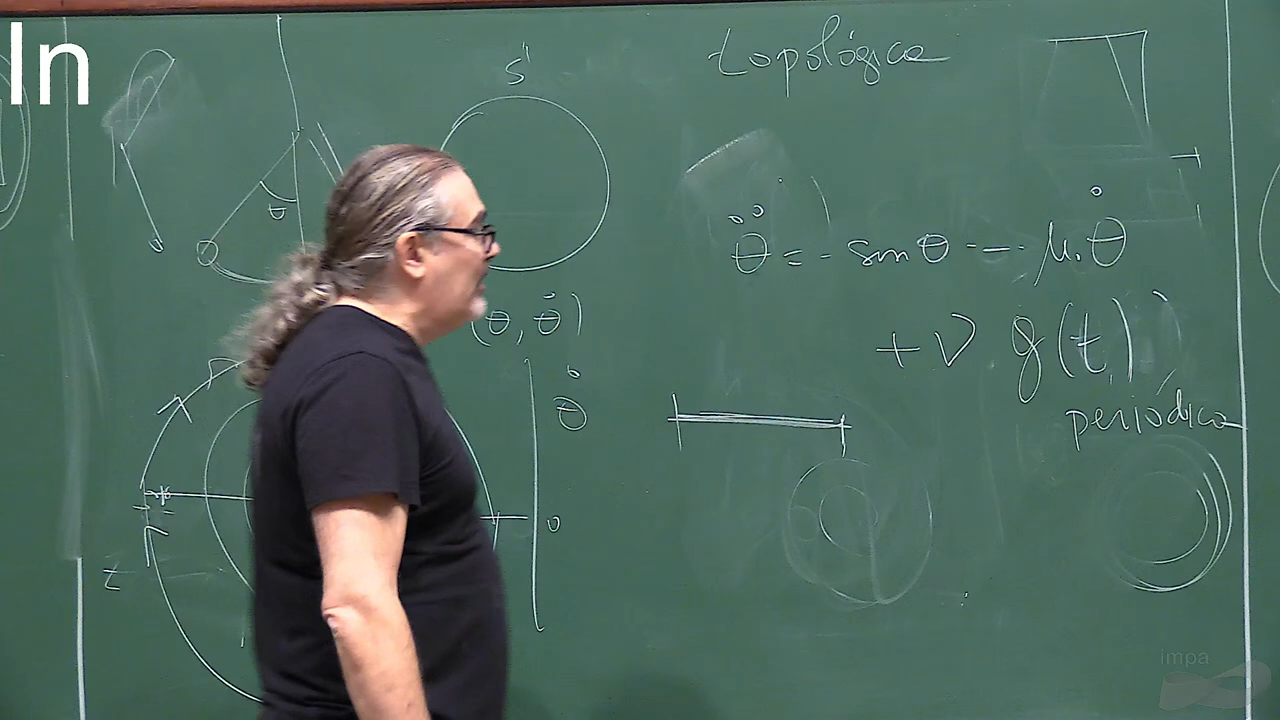 In
S¹
topológica
θ
θ̈ = - sin θ - μ. θ̇
(θ, θ̇)
+ ν g(t, )
θ̇
periódica
0
t
impa